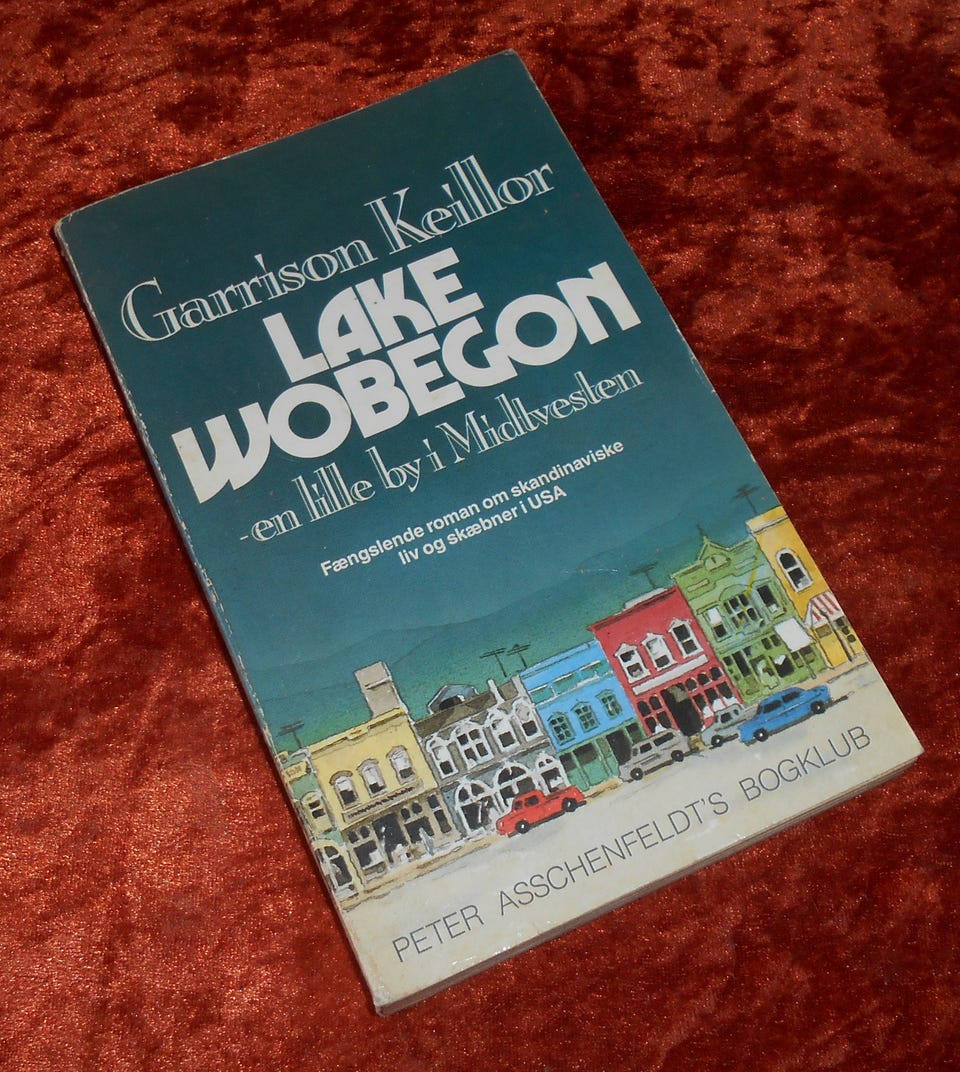 Garrison Keillor
LAKE
WOBEGON
- en lille by i Midtvesten
Fængslende roman om skandinaviske
liv og skæbner i USA
PETER ASSCHENFELDT'S BOGKLUB